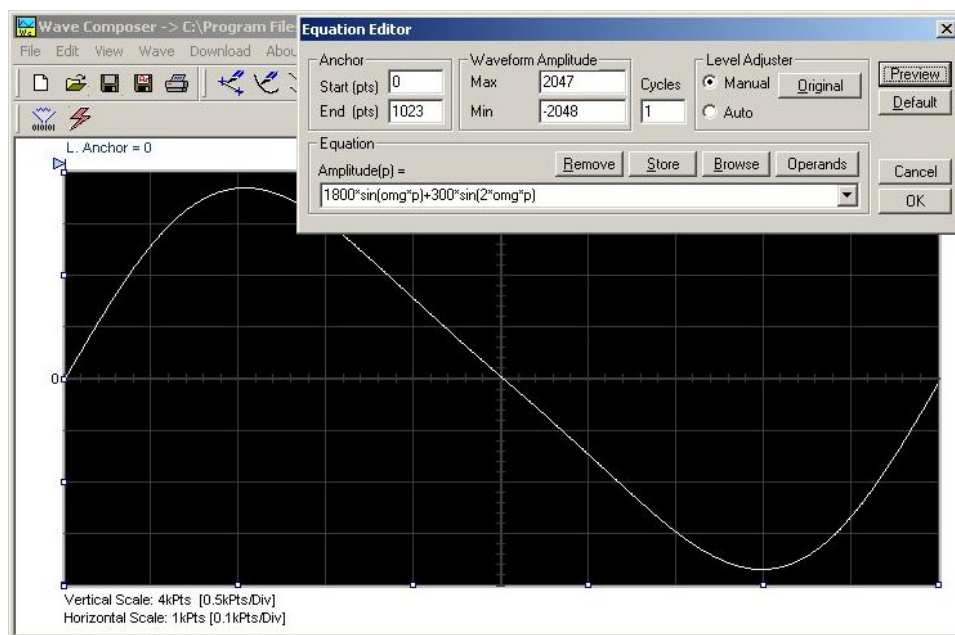 Wave Composer -> C:\Program File
File Edit View Wave Download Abou
L. Anchor = 0
Equation Editor
Anchor
Start (pts) 0
End (pts) 1023
Waveform Amplitude
Max 2047
Min -2048
Cycles
1
Level Adjuster
Manual Original
Auto
Preview
Default
Equation
Amplitude(p) =
Remove Store Browse Operands
1800*sin(omg*p)+300*sin(2*omg*p)
Cancel
OK
0
Vertical Scale: 4kPts [0.5kPts/Div]
Horizontal Scale: 1kPts [0.1kPts/Div]